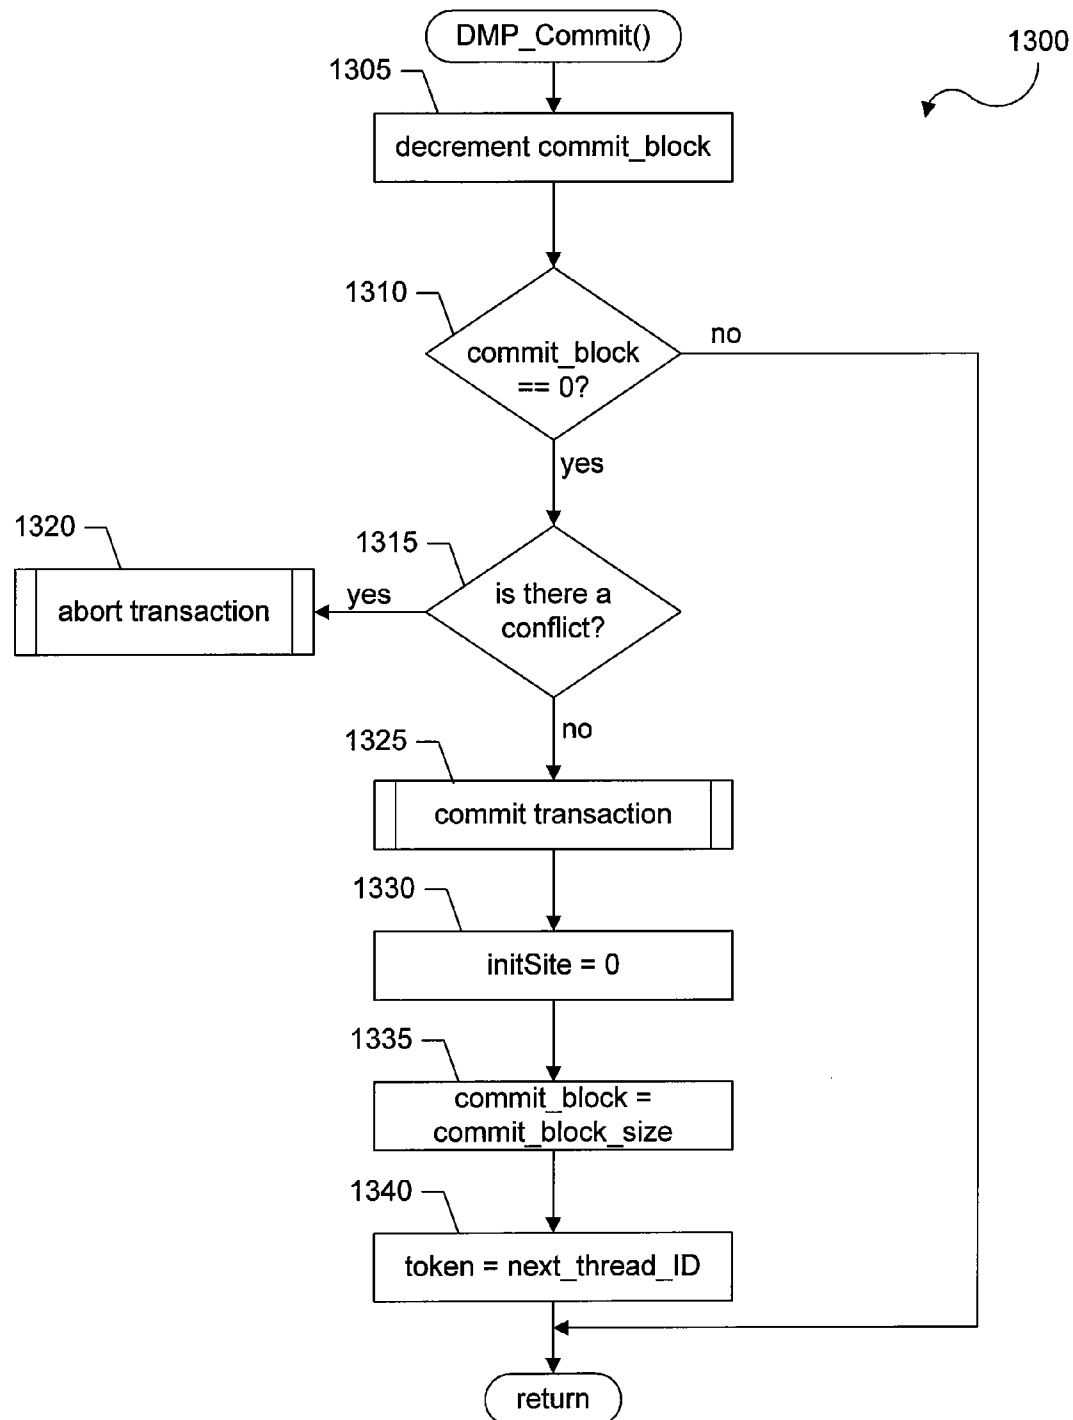 DMP_Commit()
1300
1305
decrement commit_block
1310
no
commit_block
== 0?
yes
1320
1315
yes
abort transaction
is there a
conflict?
no
1325
commit transaction
1330
initSite = 0
1335
commit_block =
commit_block_size
1340
token = next_thread_ID
return